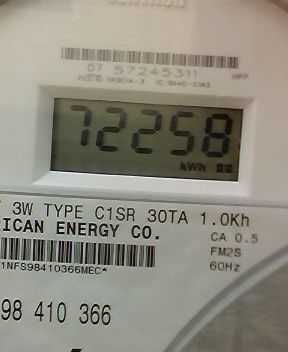 07 57245311
72258
kWh
3W TYPE C1SR 30TA 1.0Kh
RICAN ENERGY CO. CA 0.5
FM2S
1NFS98410366MEC* 60Hz
98 410 366